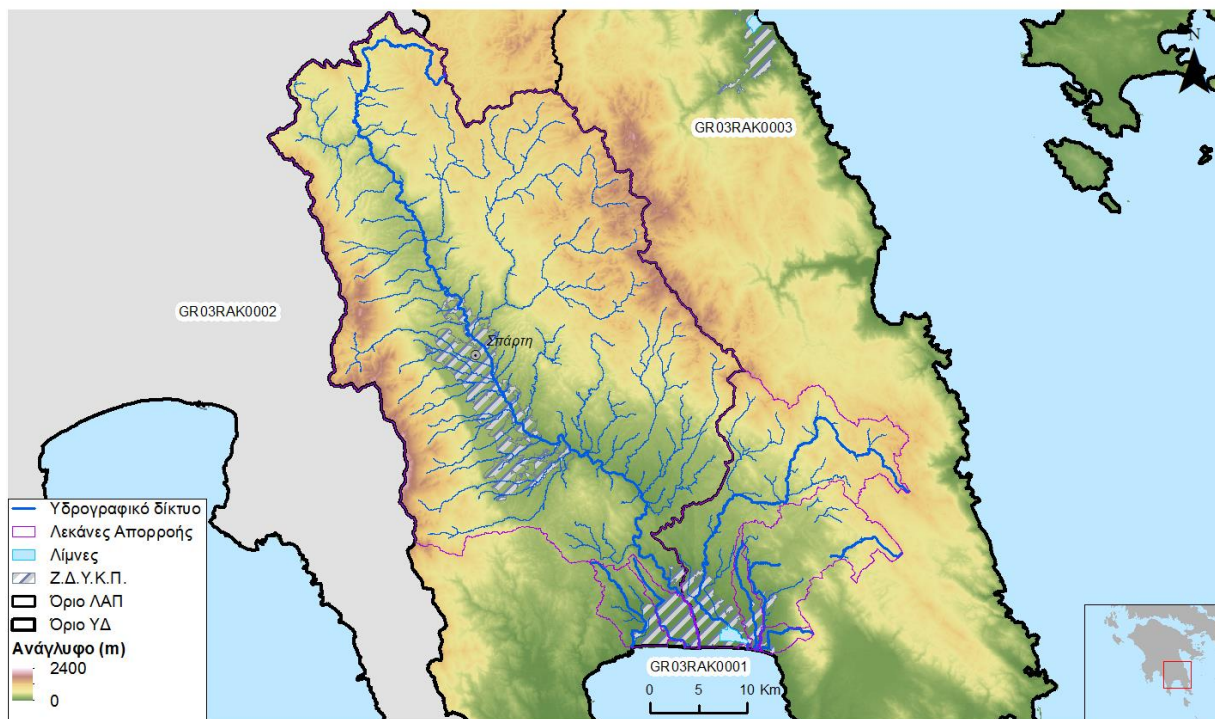 N
GR03RAK0003
GR03RAK0002
Σπάρτη
GR03RAK0001
0 5 10 Km
Υδρογραφικό δίκτυο
Λεκάνες Απορροής
Λίμνες
Ζ.Δ.Υ.Κ.Π.
Όριο ΛΑΠ
Όριο ΥΔ
Ανάγλυφο (m)
2400
0